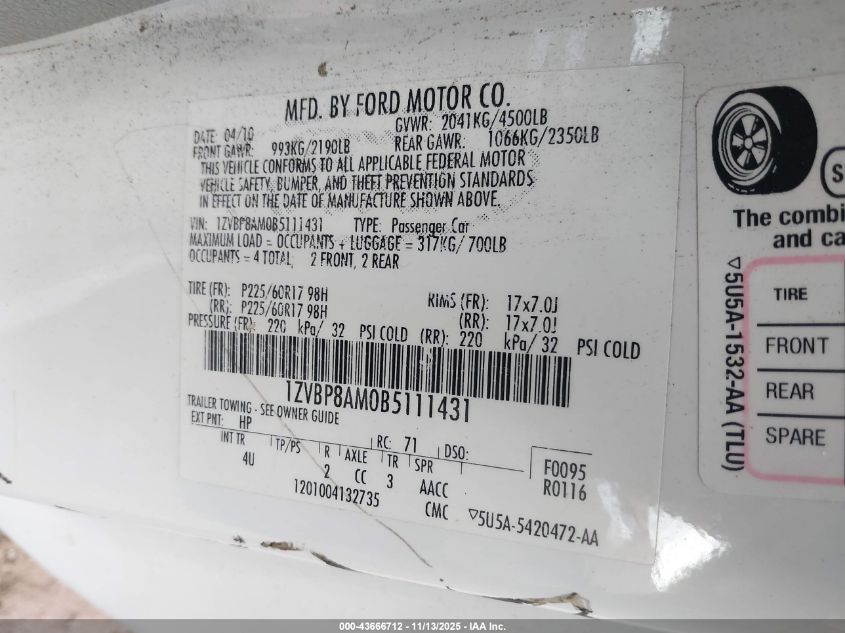 MFD. BY FORD MOTOR CO.
DATE: 04/10 GVWR: 2041KG/4500LB
FRONT GAWR: 993KG/2190LB REAR GAWR: 1066KG/2350LB
THIS VEHICLE CONFORMS TO ALL APPLICABLE FEDERAL MOTOR
VEHICLE SAFETY, BUMPER, AND THEFT PREVENTION STANDARDS
IN EFFECT ON THE DATE OF MANUFACTURE SHOWN ABOVE.
VIN: 1ZVBP8AM0B5111431 TYPE: Passenger Car
MAXIMUM LOAD = OCCUPANTS + LUGGAGE = 317KG/700LB
OCCUPANTS = 4 TOTAL, 2 FRONT, 2 REAR
TIRE (FR): P225/60R17 98H RIMS (FR): 17x7.0J
(RR): P225/60R17 98H (RR): 17x7.0J
PRESSURE (FR): 220 kPa/ 32 PSI COLD (RR): 220 kPa/ 32 PSI COLD
1ZVBP8AM0B5111431
TRAILER TOWING - SEE OWNER GUIDE
EXT PNT: HP RC: 71 DSO:
INT TR TP/PS R AXLE TR SPR F0095
4U 2 CC 3 AACC R0116
1201004132735 CMC ▽5U5A-5420472-AA
S
The combi
and ca
▽5U5A-1532-AA (TLU)
TIRE
FRONT
REAR
SPARE
000-43666712 - 11/13/2025 - IAA Inc.